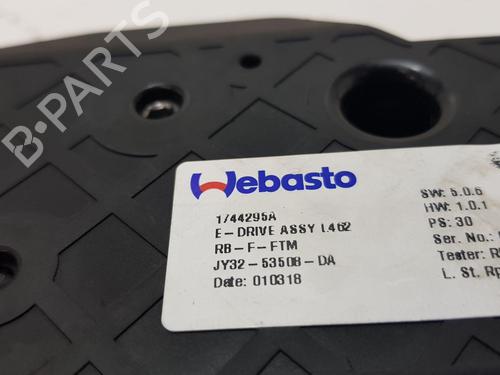 B-PARTS
Webasto
1744295A
E-DRIVE ASSY L462
RB-F-FTM
JY32-53508-DA
Date: 010318
SW: 5.0.6
HW: 1.0.1
PS: 30
Ser. No.:
Tester:
L. St.